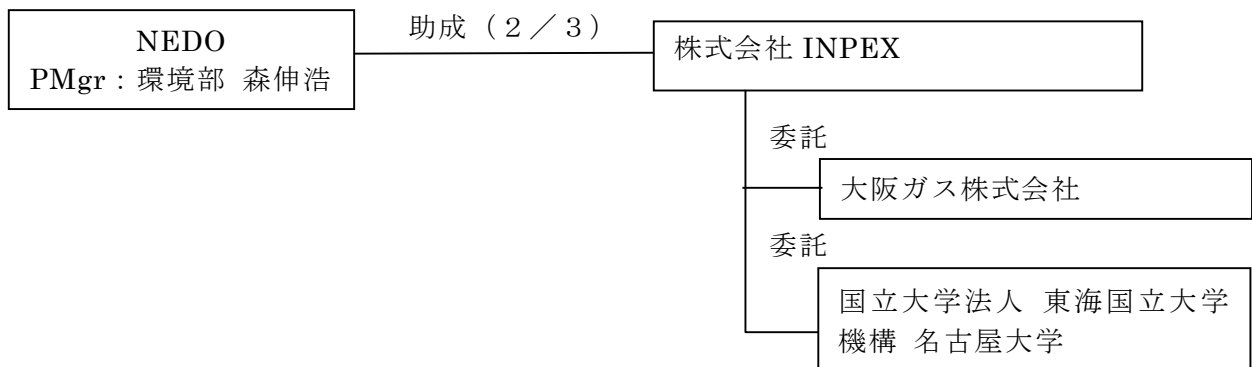 NEDO
PMgr:環境部 森伸浩
助成(2/3)
株式会社 INPEX
委託
大阪ガス株式会社
委託
国立大学法人 東海国立大学
機構 名古屋大学